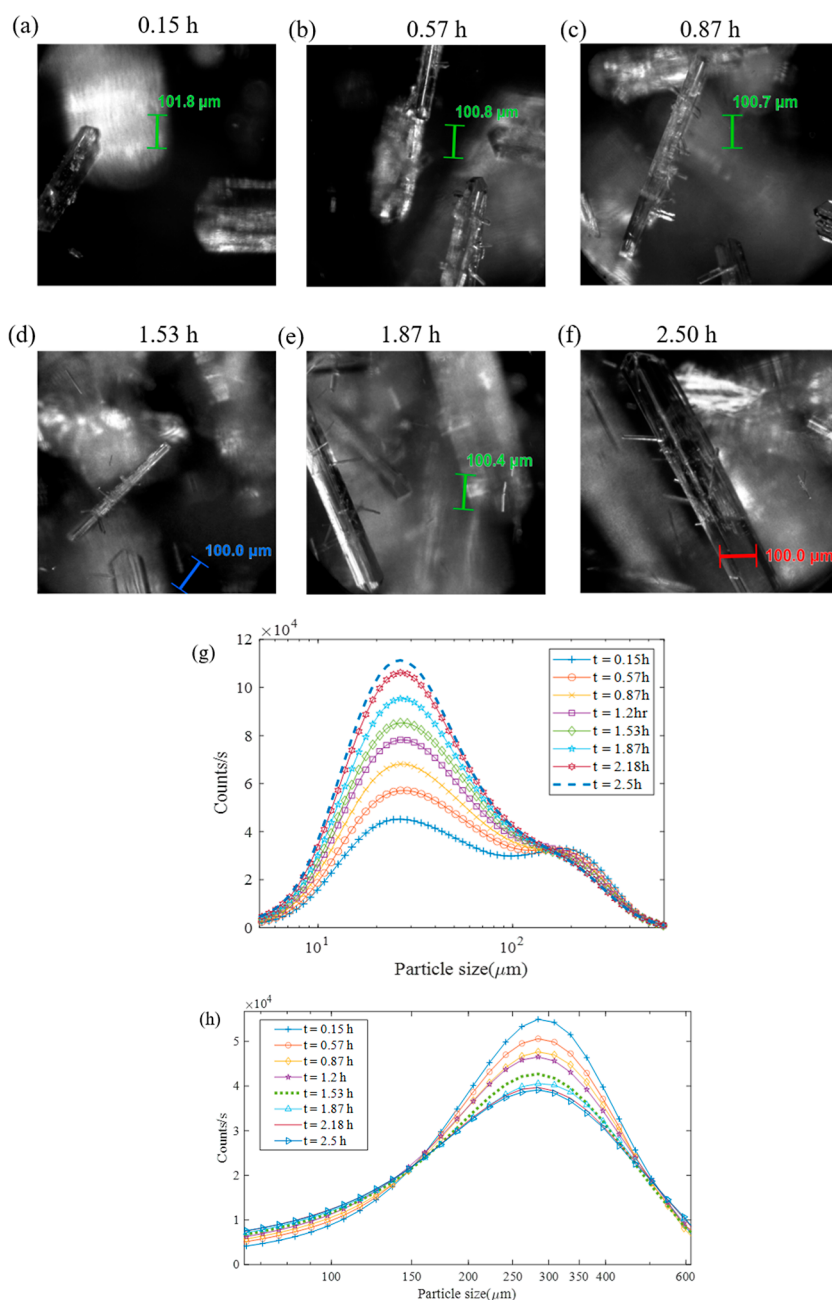 (a) 0.15 h
(b) 0.57 h
(c) 0.87 h
101.8 μm
100.8 μm
100.7 μm
(d) 1.53 h
(e) 1.87 h
(f) 2.50 h
100.0 μm
100.4 μm
100.0 μm
(g)
×10⁴
12
10
8
6
4
2
0
Counts/s
t = 0.15h
t = 0.57h
t = 0.87h
t = 1.2hr
t = 1.53h
t = 1.87h
t = 2.18h
t = 2.5h
10¹
10²
Particle size(μm)
(h)
×10⁴
5
4
3
2
1
0
Counts/s
t = 0.15 h
t = 0.57 h
t = 0.87 h
t = 1.2 h
t = 1.53 h
t = 1.87 h
t = 2.18 h
t = 2.5 h
100 150 200 250 300 350 400 600
Particle size(μm)